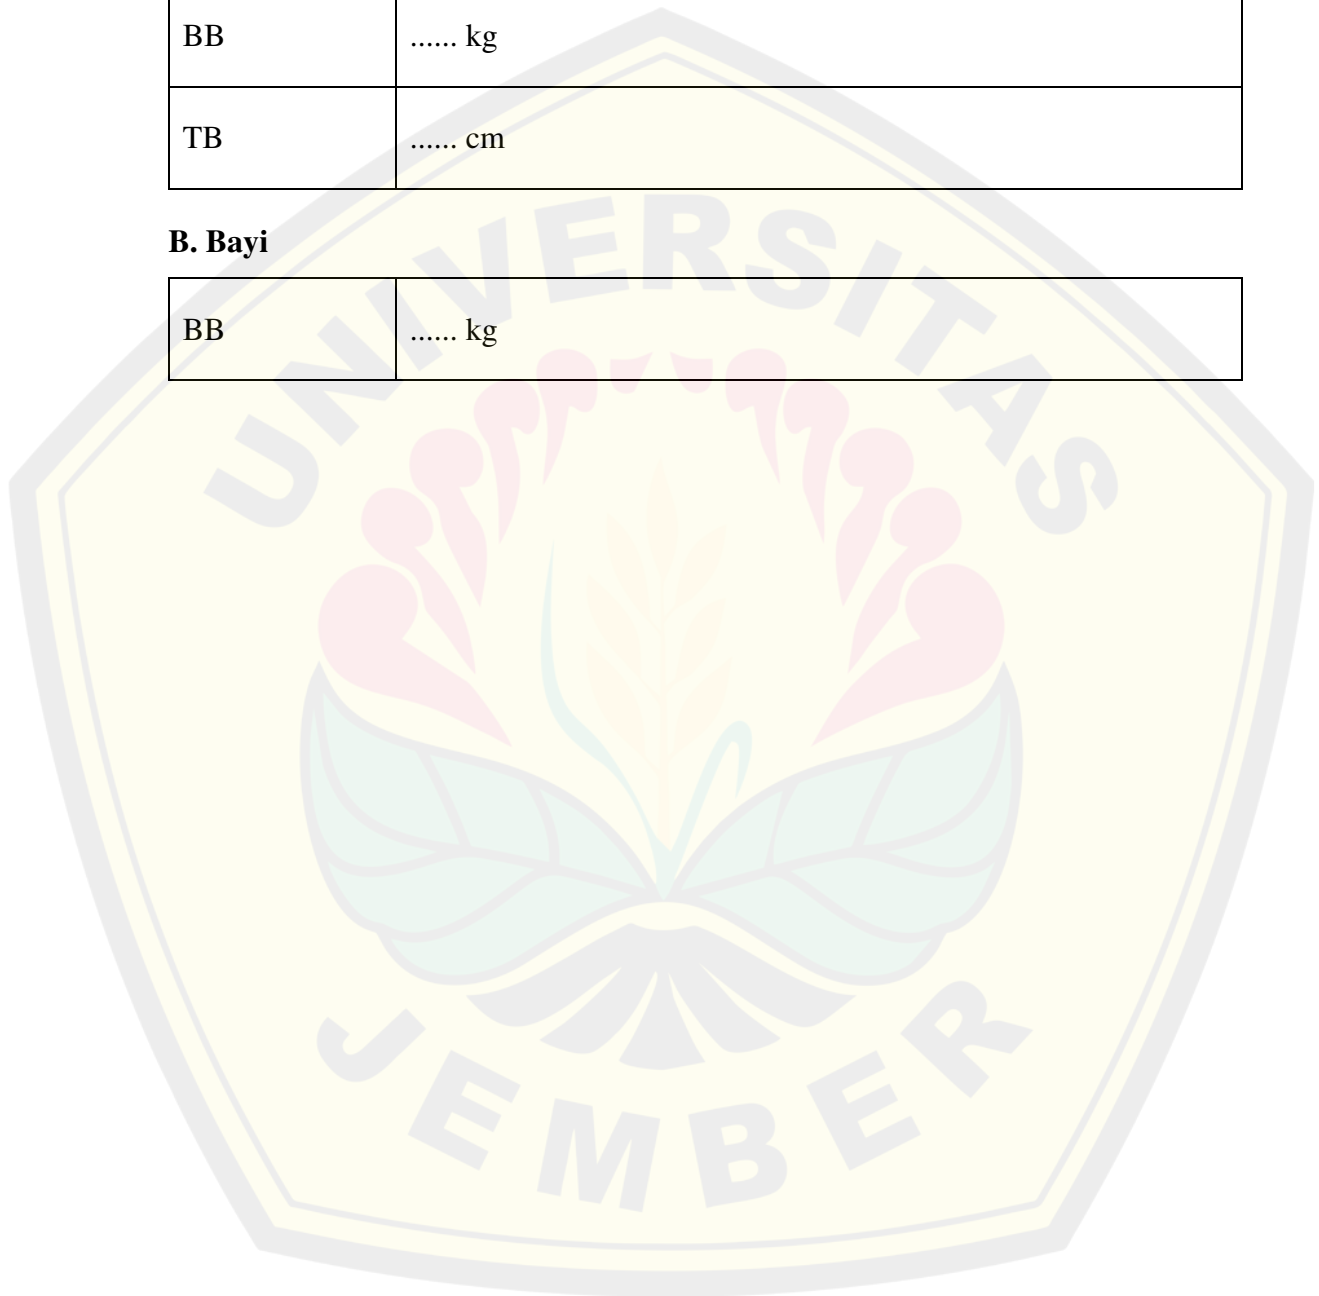 BB ...... kg
TB ...... cm
B. Bayi
BB ...... kg
UNIVERSITAS
JEMBER